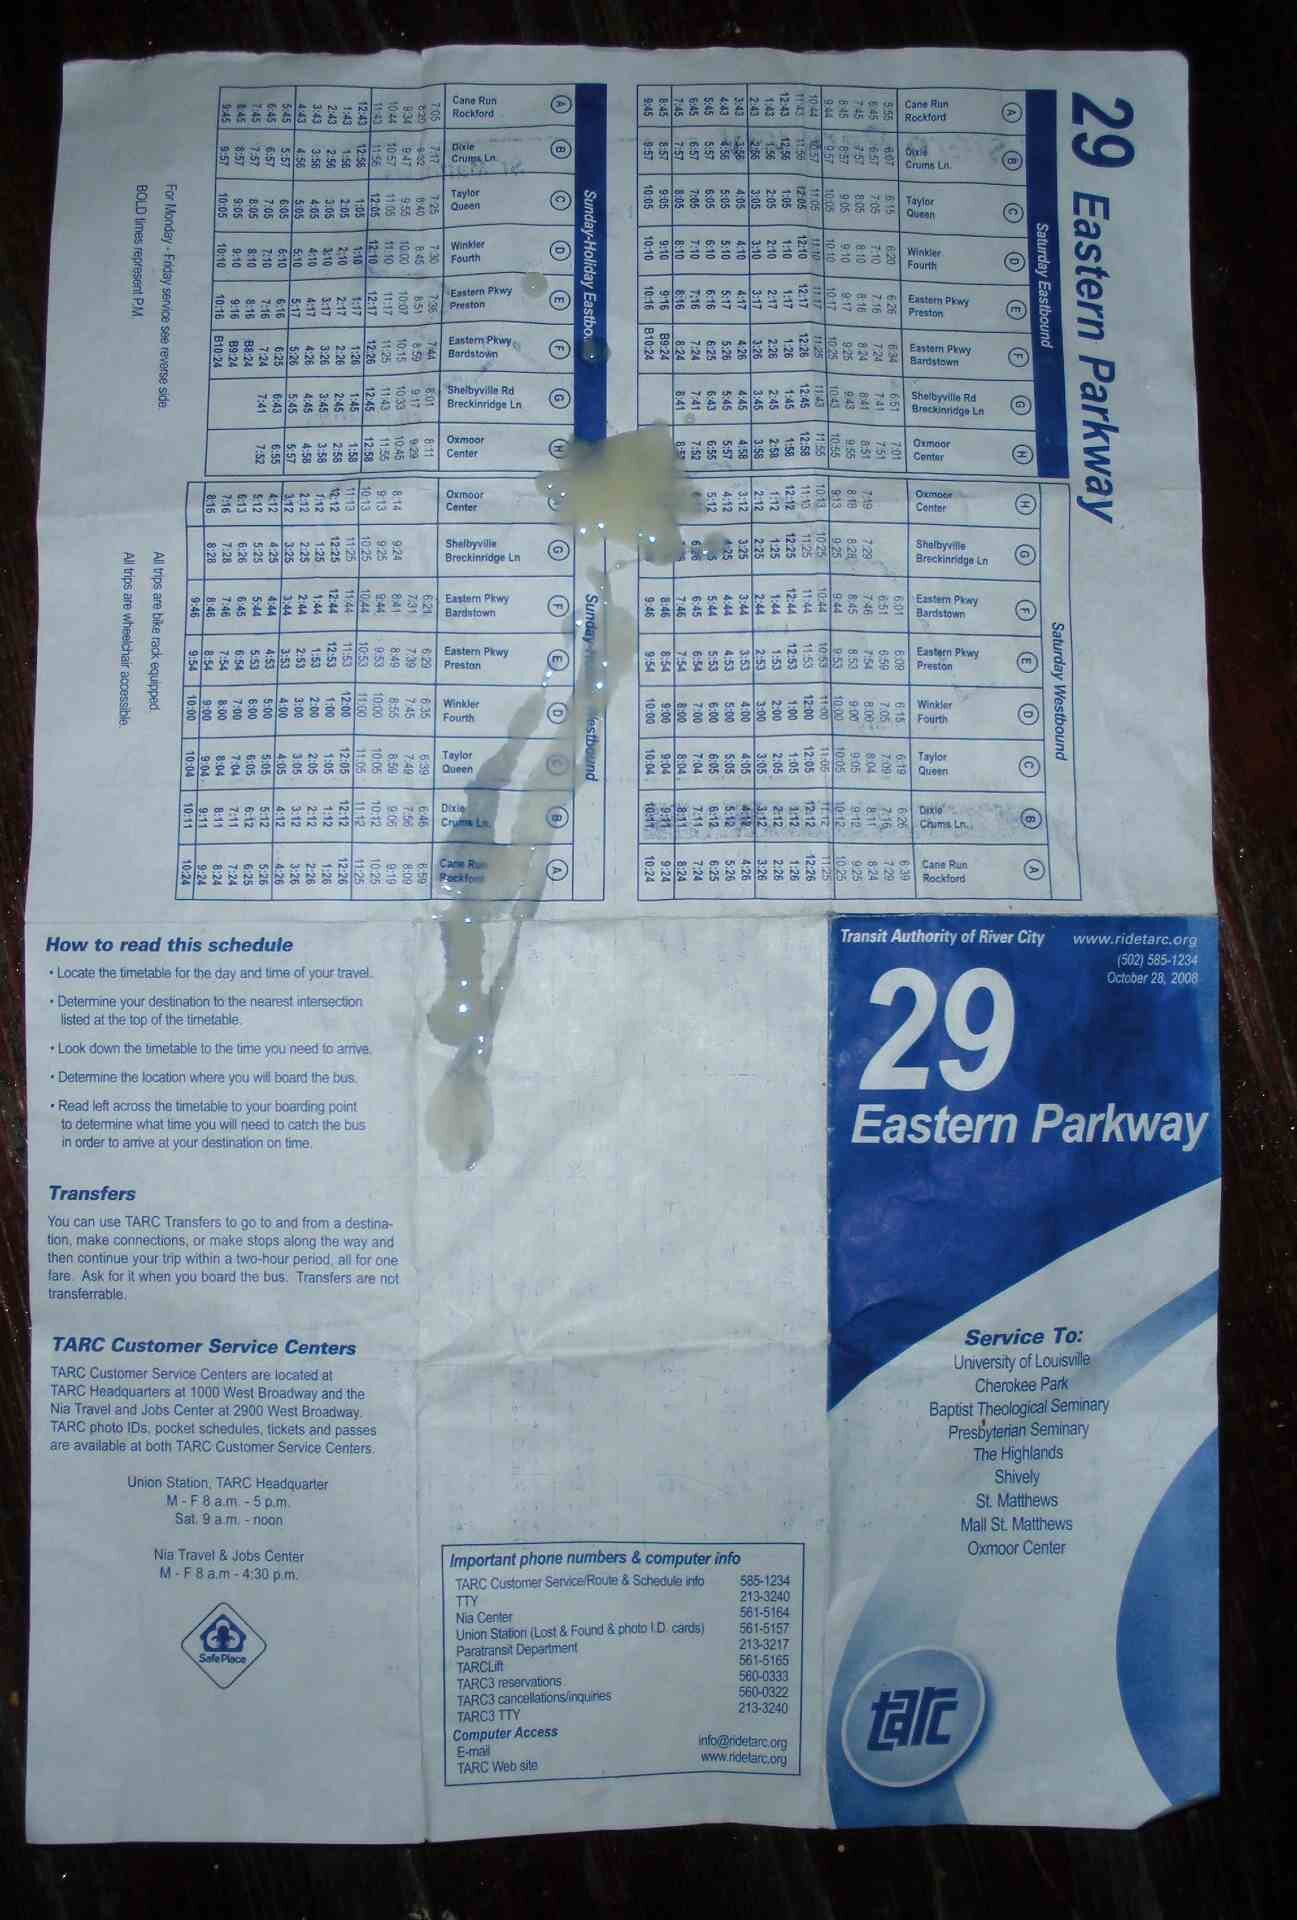 29 Eastern Parkway
Saturday Eastbound
A B C D E F G H
Cane Run Rockford Dixie Crums Ln. Taylor Queen Winkler Fourth Eastern Pkwy Preston Eastern Pkwy Bardstown Shelbyville Rd Breckinridge Ln Oxmoor Center
5:55 6:07 6:15 6:20 6:26 6:34 6:51 7:01
6:45 6:57 7:05 7:10 7:16 7:24 7:41 7:51
7:45 7:57 8:05 8:10 8:16 8:24 8:41 8:51
8:45 8:57 9:05 9:10 9:17 9:25 9:43 9:55
9:44 9:57 10:05 10:10 10:17 10:25 10:43 10:55
10:44 10:57 11:05 11:10 11:17 11:25 11:43 11:55
11:43 11:56 12:05 12:10 12:17 12:26 12:45 12:58
12:43 12:56 1:05 1:10 1:17 1:26 1:45 1:58
1:43 1:56 2:05 2:10 2:17 2:26 2:45 2:58
2:43 2:56 3:05 3:10 3:17 3:26 3:45 3:58
3:43 3:56 4:05 4:10 4:17 4:26 4:45 4:58
4:43 4:56 5:05 5:10 5:17 5:26 5:45 5:57
5:45 5:57 6:05 6:10 6:16 6:25 6:43 6:55
6:45 6:57 7:05 7:10 7:16 7:24 7:41 7:52
7:45 7:57 8:05 8:10 8:16 8:24 8:41
8:45 8:57 9:05 9:10 9:16 B9:24
9:45 9:57 10:05 10:10 10:16 B10:24
Saturday Westbound
H G F E D C B A
Oxmoor Center Shelbyville Breckinridge Ln Eastern Pkwy Bardstown Eastern Pkwy Preston Winkler Fourth Taylor Queen Dixie Crums Ln. Cane Run Rockford
6:01 6:09 6:15 6:19 6:26 6:39
6:51 6:59 7:05 7:09 7:16 7:29
7:19 7:29 7:46 7:54 8:00 8:04 8:11 8:24
8:18 8:28 8:45 8:53 9:00 9:05 9:12 9:25
9:13 9:25 9:44 9:53 10:00 10:05 10:12 10:25
10:13 10:25 10:44 10:53 11:00 11:05 11:12 11:25
11:13 11:25 11:44 11:53 12:00 12:05 12:12 12:26
12:12 12:25 12:44 12:53 1:00 1:05 1:12 1:26
1:12 1:25 1:44 1:53 2:00 2:05 2:12 2:26
2:12 2:25 2:44 2:53 3:00 3:05 3:12 3:26
3:12 3:25 3:44 3:53 4:00 4:05 4:12 4:26
4:12 4:25 4:44 4:53 5:00 5:05 5:12 5:26
5:12 5:44 5:53 6:00 6:05 6:12 6:25
6:45 6:54 7:00 7:04 7:11 7:24
7:46 7:54 8:00 8:04 8:11 8:24
8:46 8:54 9:00 9:04 9:11 9:24
9:46 9:54 10:00 10:04 10:11 10:24
Sunday-Holiday
A B C D E F G H
Cane Run Rockford Dixie Crums Ln. Taylor Queen Winkler Fourth Eastern Pkwy Preston Eastern Pkwy Bardstown Shelbyville Rd Breckinridge Ln Oxmoor Center
7:05 7:17 7:25 7:30 7:36 7:44 8:01 8:11
8:20 8:32 8:40 8:45 8:51 8:59 9:17 9:29
9:34 9:47 9:55 10:00 10:07 10:15 10:33 10:45
10:44 10:57 11:05 11:10 11:17 11:25 11:43 11:55
11:43 11:56 12:05 12:10 12:17 12:26 12:45 12:58
12:43 12:56 1:05 1:10 1:17 1:26 1:45 1:58
1:43 1:56 2:05 2:10 2:17 2:26 2:45 2:58
2:43 2:56 3:05 3:10 3:17 3:26 3:45 3:58
3:43 3:56 4:05 4:10 4:17 4:26 4:45 4:58
4:43 4:56 5:05 5:10 5:17 5:26 5:45 5:57
5:45 5:57 6:05 6:10 6:16 6:25 6:43 6:55
6:45 6:57 7:05 7:10 7:16 7:24 7:41 7:52
7:45 7:57 8:05 8:10 8:16 B8:24
8:45 8:57 9:05 9:10 9:16 B9:24
9:45 9:57 10:05 10:10 10:16 B10:24
Sunday
G F E D C B A
Oxmoor Center Shelbyville Breckinridge Ln Eastern Pkwy Bardstown Eastern Pkwy Preston Winkler Fourth Taylor Queen Dixie Crums Ln. Cane Run Rockford
6:21 6:29 6:35 6:39 6:46 6:59
7:31 7:39 7:45 7:49 7:56 8:09
8:14 9:24 8:41 8:49 8:55 8:59 9:06 9:19
9:13 9:25 9:44 9:53 10:00 10:05 10:12 10:25
10:13 10:25 10:44 10:53 11:00 11:05 11:12 11:25
11:13 11:25 11:44 11:53 12:00 12:05 12:12 12:26
12:12 12:25 12:44 12:53 1:00 1:05 1:12 1:26
1:12 1:25 1:44 1:53 2:00 2:05 2:12 2:26
2:12 2:25 2:44 2:53 3:00 3:05 3:12 3:26
3:12 3:25 3:44 3:53 4:00 4:05 4:12 4:26
4:12 4:25 4:44 4:53 5:00 5:05 5:12 5:26
5:12 5:25 5:44 5:53 6:00 6:05 6:12 6:25
6:13 6:26 6:45 6:54 7:00 7:04 7:11 7:24
7:16 7:28 7:46 7:54 8:00 8:04 8:11 8:24
8:16 8:28 8:46 8:54 9:00 9:04 9:11 9:24
9:46 9:54 10:00 10:04 10:11 10:24
For Monday - Friday service see reverse side.
BOLD times represent P.M.
All trips are bike rack equipped.
All trips are wheelchair accessible.
How to read this schedule
• Locate the timetable for the day and time of your travel.
• Determine your destination to the nearest intersection
listed at the top of the timetable.
• Look down the timetable to the time you need to arrive.
• Determine the location where you will board the bus.
• Read left across the timetable to your boarding point
to determine what time you will need to catch the bus
in order to arrive at your destination on time.
Transfers
You can use TARC Transfers to go to and from a destina-
tion, make connections, or make stops along the way and
then continue your trip within a two-hour period, all for one
fare. Ask for it when you board the bus. Transfers are not
transferrable.
TARC Customer Service Centers
TARC Customer Service Centers are located at
TARC Headquarters at 1000 West Broadway and the
Nia Travel and Jobs Center at 2900 West Broadway.
TARC photo IDs, pocket schedules, tickets and passes
are available at both TARC Customer Service Centers.
Union Station, TARC Headquarter
M - F 8 a.m. - 5 p.m.
Sat. 9 a.m. - noon
Nia Travel & Jobs Center
M - F 8 a.m - 4:30 p.m.
Safe Place
Important phone numbers & computer info
TARC Customer Service/Route & Schedule info 585-1234
TTY 213-3240
Nia Center 561-5164
Union Station (Lost & Found & photo I.D. cards) 561-5157
Paratransit Department 213-3217
TARCLift 561-5165
TARC3 reservations 560-0333
TARC3 cancellations/inquiries 560-0322
TARC3 TTY 213-3240
Computer Access
E-mail info@ridetarc.org
TARC Web site www.ridetarc.org
Transit Authority of River City www.ridetarc.org
(502) 585-1234
October 28, 2008
29
Eastern Parkway
Service To:
University of Louisville
Cherokee Park
Baptist Theological Seminary
Presbyterian Seminary
The Highlands
Shively
St. Matthews
Mall St. Matthews
Oxmoor Center
tarc